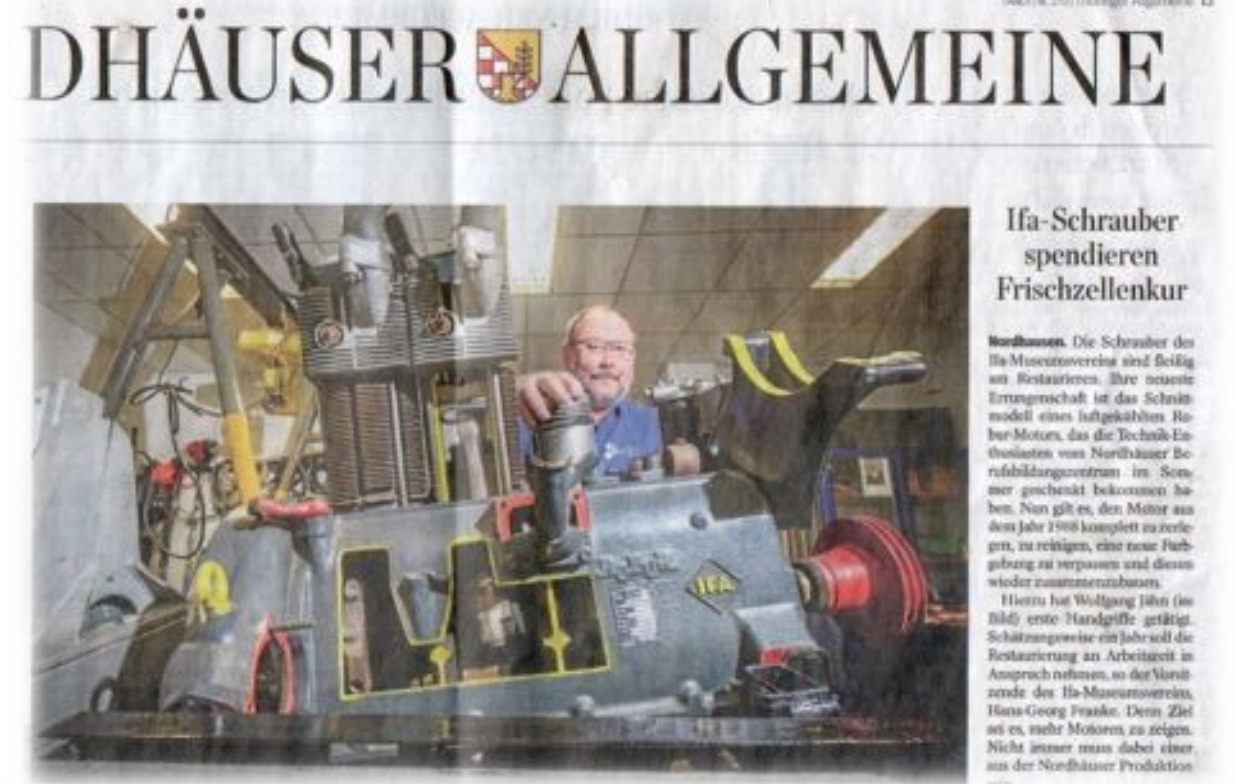 Thüringer Allgemeine 13
DHÄUSER ALLGEMEINE
Ifa-Schrauber
spendieren
Frischzellenkur
Nordhausen. Die Schrauber des
Ifa-Museumsvereins sind fleißig
am Restaurieren. Ihre neueste
Errungenschaft ist das Schnitt-
modell eines luftgekühlten Ro-
bur-Motors, das die Technik-En-
thusiasten vom Nordhäuser Be-
rufsbildungszentrum im Som-
mer geschenkt bekommen ha-
ben. Nun gilt es, den Motor aus
dem Jahr 1988 komplett zu zerle-
gen, zu reinigen, eine neue Farb-
gebung zu verpassen und diesen
wieder zusammenzubauen.
Hierzu hat Wolfgang Jähn (im
Bild) erste Handgriffe getätigt.
Schätzungsweise ein Jahr soll die
Restaurierung an Arbeitszeit in
Anspruch nehmen, so der Vorsit-
zende des Ifa-Museumsvereins,
Hans-Georg Franke. Denn Ziel
sei es, mehr Motoren zu zeigen.
Nicht immer muss dabei einer
aus der Nordhäuser Produktion
IFA